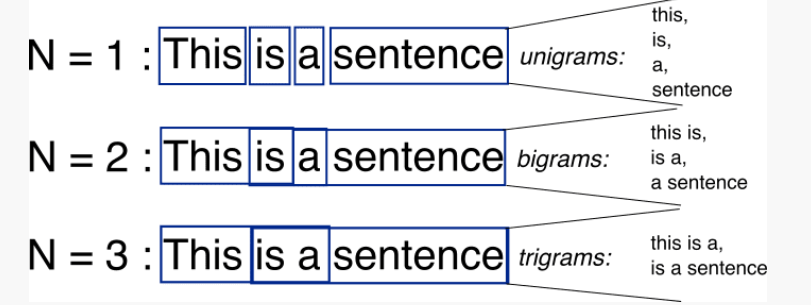 N = 1 : This is a sentence unigrams:
this,
is,
a,
sentence
N = 2 : This is a sentence bigrams:
this is,
is a,
a sentence
N = 3 : This is a sentence trigrams:
this is a,
is a sentence